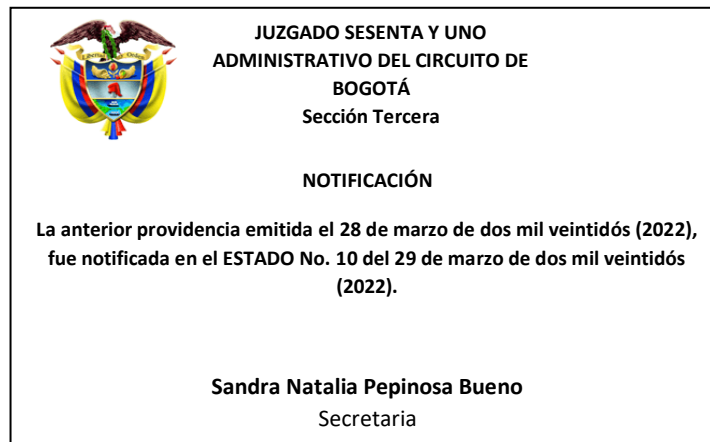 JUZGADO SESENTA Y UNO
ADMINISTRATIVO DEL CIRCUITO DE
BOGOTÁ
Sección Tercera
NOTIFICACIÓN
La anterior providencia emitida el 28 de marzo de dos mil veintidós (2022),
fue notificada en el ESTADO No. 10 del 29 de marzo de dos mil veintidós
(2022).
Sandra Natalia Pepinosa Bueno
Secretaria